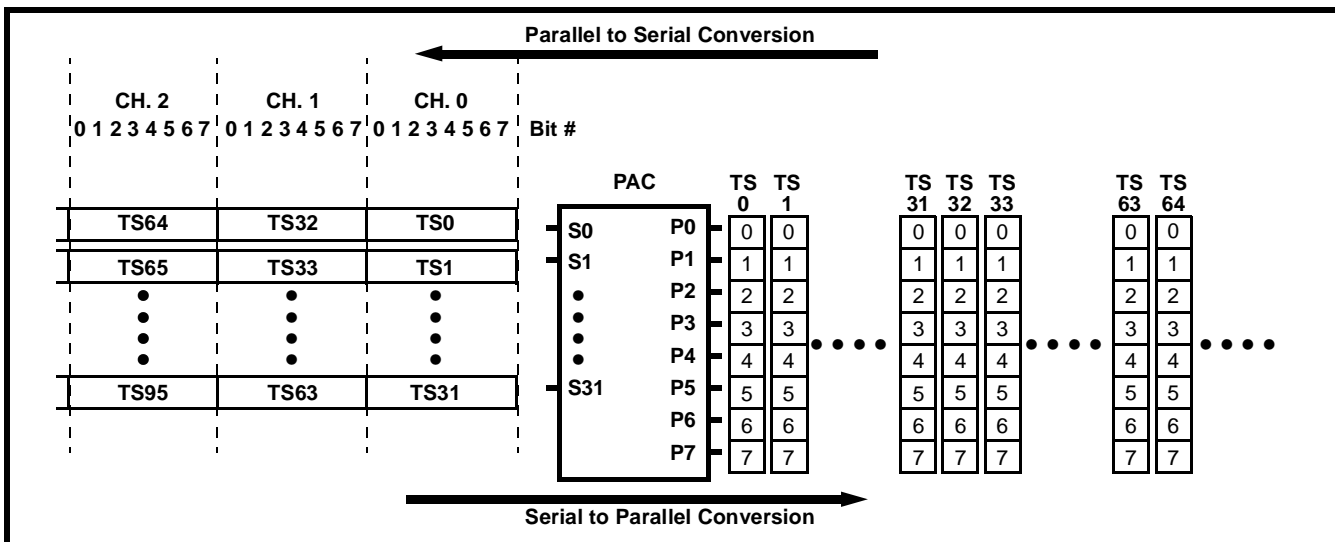 Parallel to Serial Conversion
CH. 2 CH. 1 CH. 0
0 1 2 3 4 5 6 7 0 1 2 3 4 5 6 7 0 1 2 3 4 5 6 7 Bit #
PAC
TS TS TS TS TS TS TS
0 1 31 32 33 63 64
TS64 TS32 TS0 S0 P0 0 0 0 0 0 0 0
TS65 TS33 TS1 S1 P1 1 1 1 1 1 1 1
P2 2 2 2 2 2 2 2
P3 3 3 3 3 3 3 3
P4 4 4 4 4 4 4 4
TS95 TS63 TS31 S31 P5 5 5 5 5 5 5 5
P6 6 6 6 6 6 6 6
P7 7 7 7 7 7 7 7
Serial to Parallel Conversion